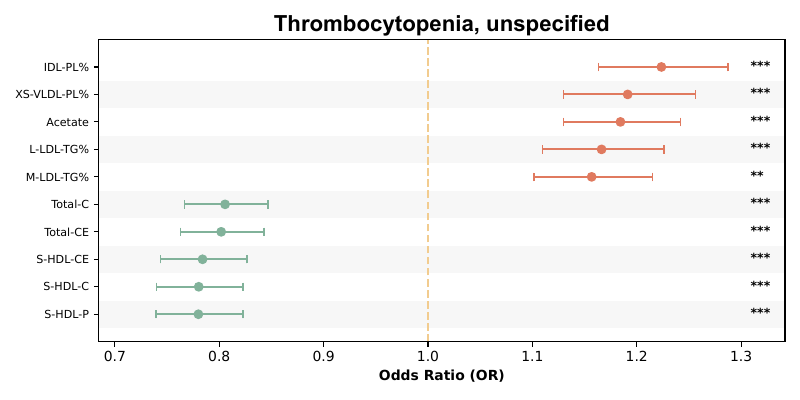 Thrombocytopenia, unspecified
IDL-PL% ***
XS-VLDL-PL% ***
Acetate ***
L-LDL-TG% ***
M-LDL-TG% **
Total-C ***
Total-CE ***
S-HDL-CE ***
S-HDL-C ***
S-HDL-P ***
0.7 0.8 0.9 1.0 1.1 1.2 1.3
Odds Ratio (OR)